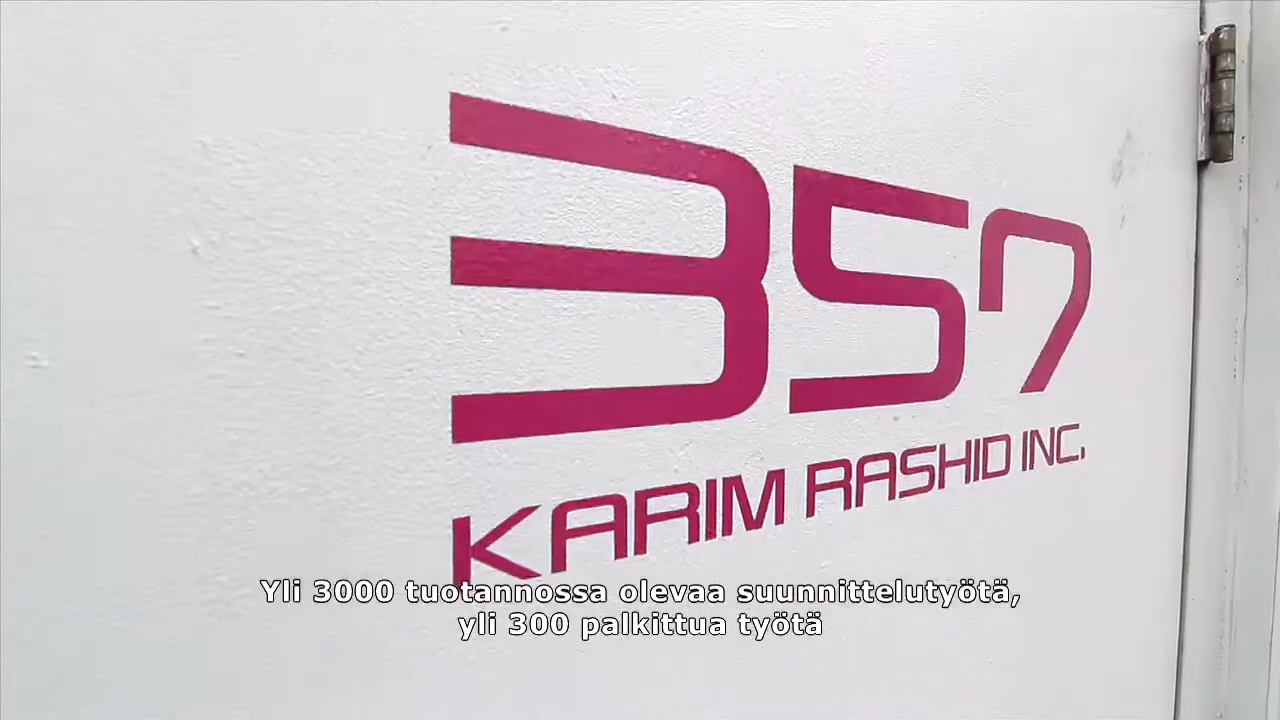 357
KARIM RASHID INC.
Yli 3000 tuotannossa olevaa suunnittelutyötä,
yli 300 palkittua työtä